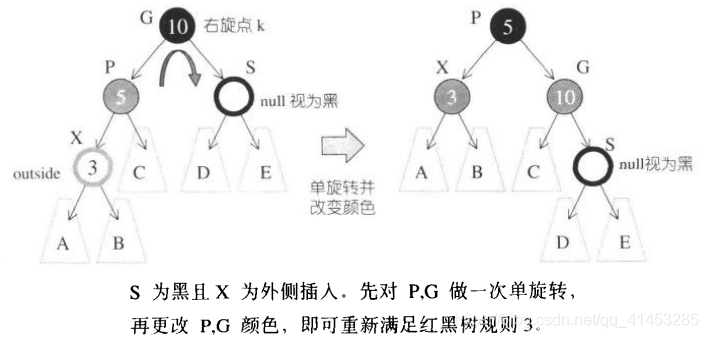 G
10
右旋点 k
P
5
S
null 视为黑
X
3
outside
C
D
E
A
B
单旋转并
改变颜色
P
5
X
3
G
10
A
B
C
S
null视为黑
D
E
S 为黑且 X 为外侧插入。先对 P,G 做一次单旋转，
再更改 P,G 颜色，即可重新满足红黑树规则3。
csdn.net/qq_41453285